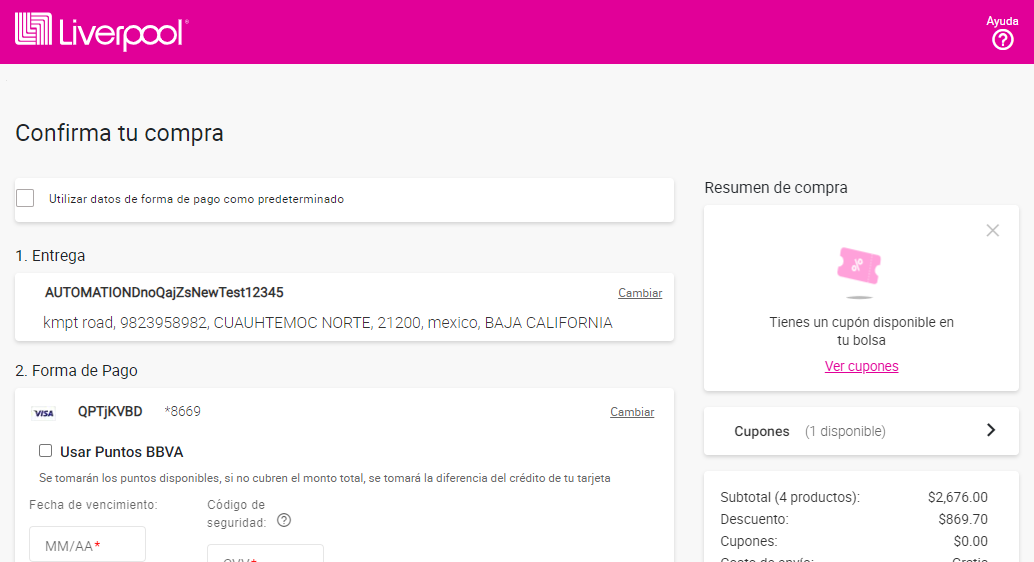 Liverpool
Ayuda
Confirma tu compra
Utilizar datos de forma de pago como predeterminado
1. Entrega
AUTOMATIONDnoQajZsNewTest12345
Cambiar
kmpt road, 9823958982, CUAUHTEMOC NORTE, 21200, mexico, BAJA CALIFORNIA
2. Forma de Pago
VISA QPTjKVBD *8669
Cambiar
Usar Puntos BBVA
Se tomarán los puntos disponibles, si no cubren el monto total, se tomará la diferencia del crédito de tu tarjeta
Fecha de vencimiento:
MM/AA*
Código de
seguridad:
CVV*
Resumen de compra
%
Tienes un cupón disponible en
tu bolsa
Ver cupones
Cupones (1 disponible)
Subtotal (4 productos): $2,676.00
Descuento: $869.70
Cupones: $0.00
Costo de envío: Gratis